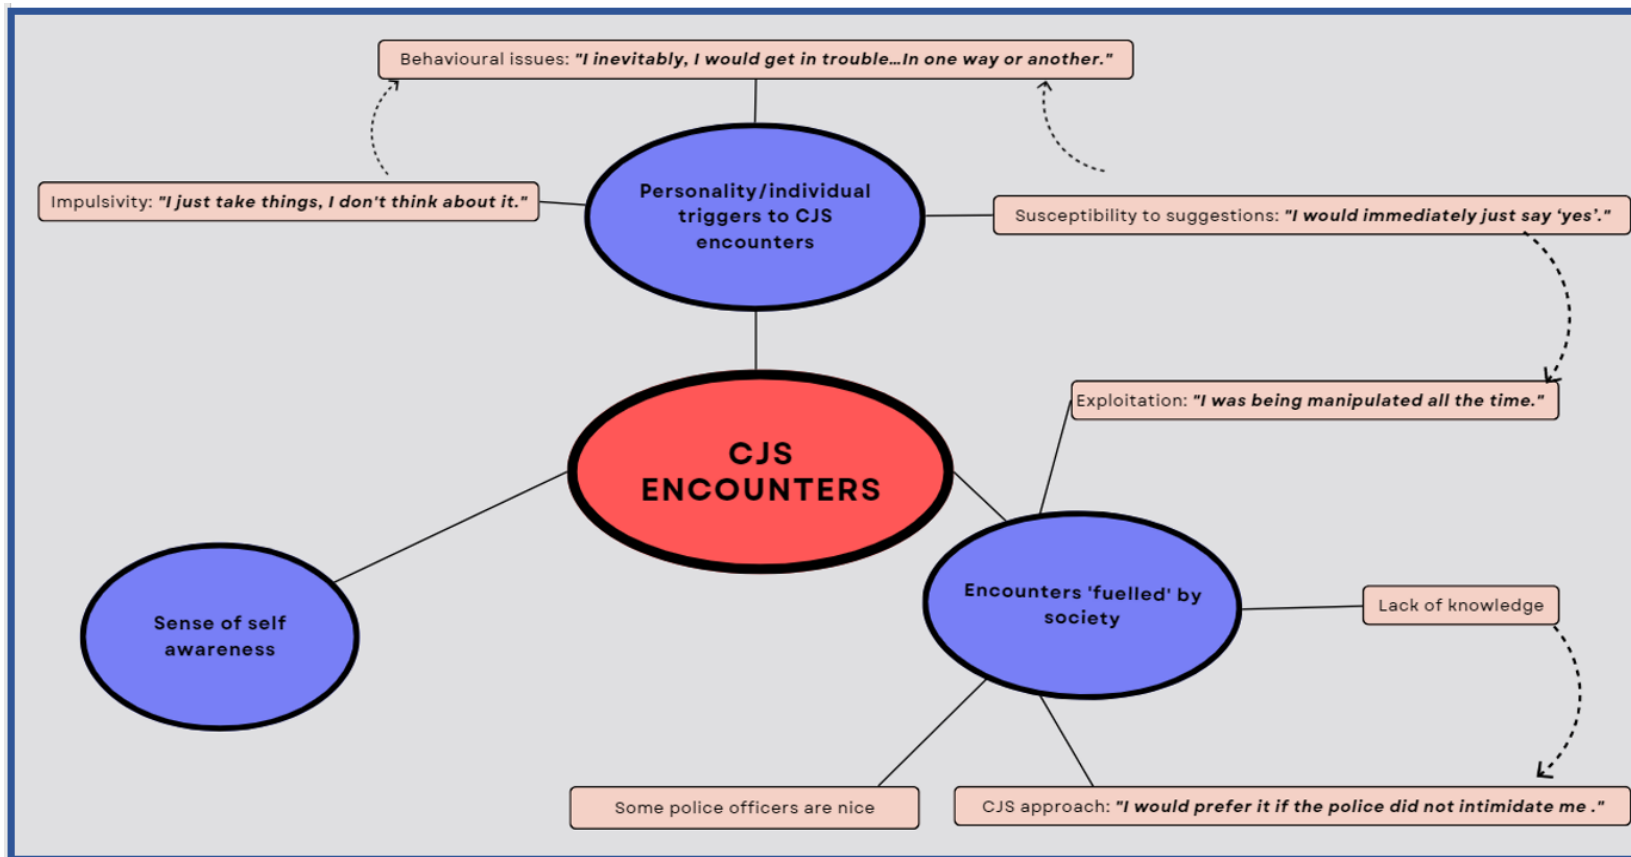 Behavioural issues: "I inevitably, I would get in trouble...In one way or another."
Impulsivity: "I just take things, I don't think about it."
Personality/individual
triggers to CJS
encounters
Susceptibility to suggestions: "I would immediately just say ‘yes’."
Exploitation: "I was being manipulated all the time."
CJS
ENCOUNTERS
Sense of self
awareness
Encounters 'fuelled' by
society
Lack of knowledge
Some police officers are nice
CJS approach: "I would prefer it if the police did not intimidate me ."